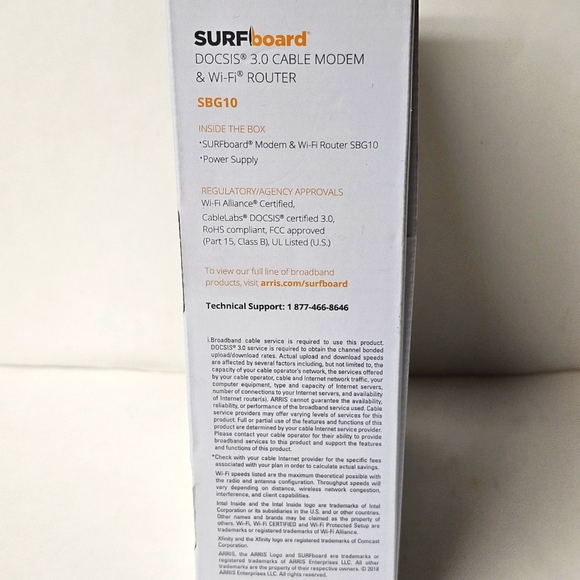 SURFboard®
DOCSIS® 3.0 CABLE MODEM
& Wi-Fi® ROUTER
SBG10
INSIDE THE BOX
•SURFboard® Modem & Wi-Fi Router SBG10
•Power Supply
REGULATORY/AGENCY APPROVALS
Wi-Fi Alliance® Certified,
CableLabs® DOCSIS® certified 3.0,
RoHS compliant, FCC approved
(Part 15, Class B), UL Listed (U.S.)
To view our full line of broadband
products, visit arris.com/surfboard
Technical Support: 1 877-466-8646
i.Broadband cable service is required to use this product.
DOCSIS® 3.0 service is required to obtain the channel bonded
upload/download rates. Actual upload and download speeds
are affected by several factors including, but not limited to, the
capacity of your cable operator's network, the services offered
by your cable operator, cable and Internet network traffic, your
computer equipment, type and capacity of Internet servers,
number of connections to your Internet servers, and availability
of Internet router(s). ARRIS cannot guarantee the availability,
reliability, or performance of the broadband service used. Cable
service providers may offer varying levels of services for this
product. Full or partial use of the features and functions of this
product are determined by your cable Internet service provider.
Please contact your cable operator for their ability to provide
broadband services to this product and support the features
and functions of this product.
*Check with your cable Internet provider for the specific fees
associated with your plan in order to calculate actual savings.
Wi-Fi speeds listed are the maximum theoretical possible with
the radio and antenna configuration. Throughput speeds will
vary depending on distance, wireless network congestion,
interference, and client capabilities.
Intel Inside and the Intel Inside logo are trademarks of Intel
Corporation or its subsidiaries in the U.S. and or other countries.
Other names and brands may be claimed as the property of
others. Wi-Fi, Wi-Fi CERTIFIED and Wi-Fi Protected Setup are
trademarks or registered trademarks of Wi-Fi Alliance.
Xfinity and the Xfinity logo are registered trademarks of Comcast
Corporation.
ARRIS, the ARRIS Logo and SURFboard are trademarks or
registered trademarks of ARRIS Enterprises LLC. All other
trademarks are the property of their respective owners. © 2018
ARRIS Enterprises LLC. All rights reserved.